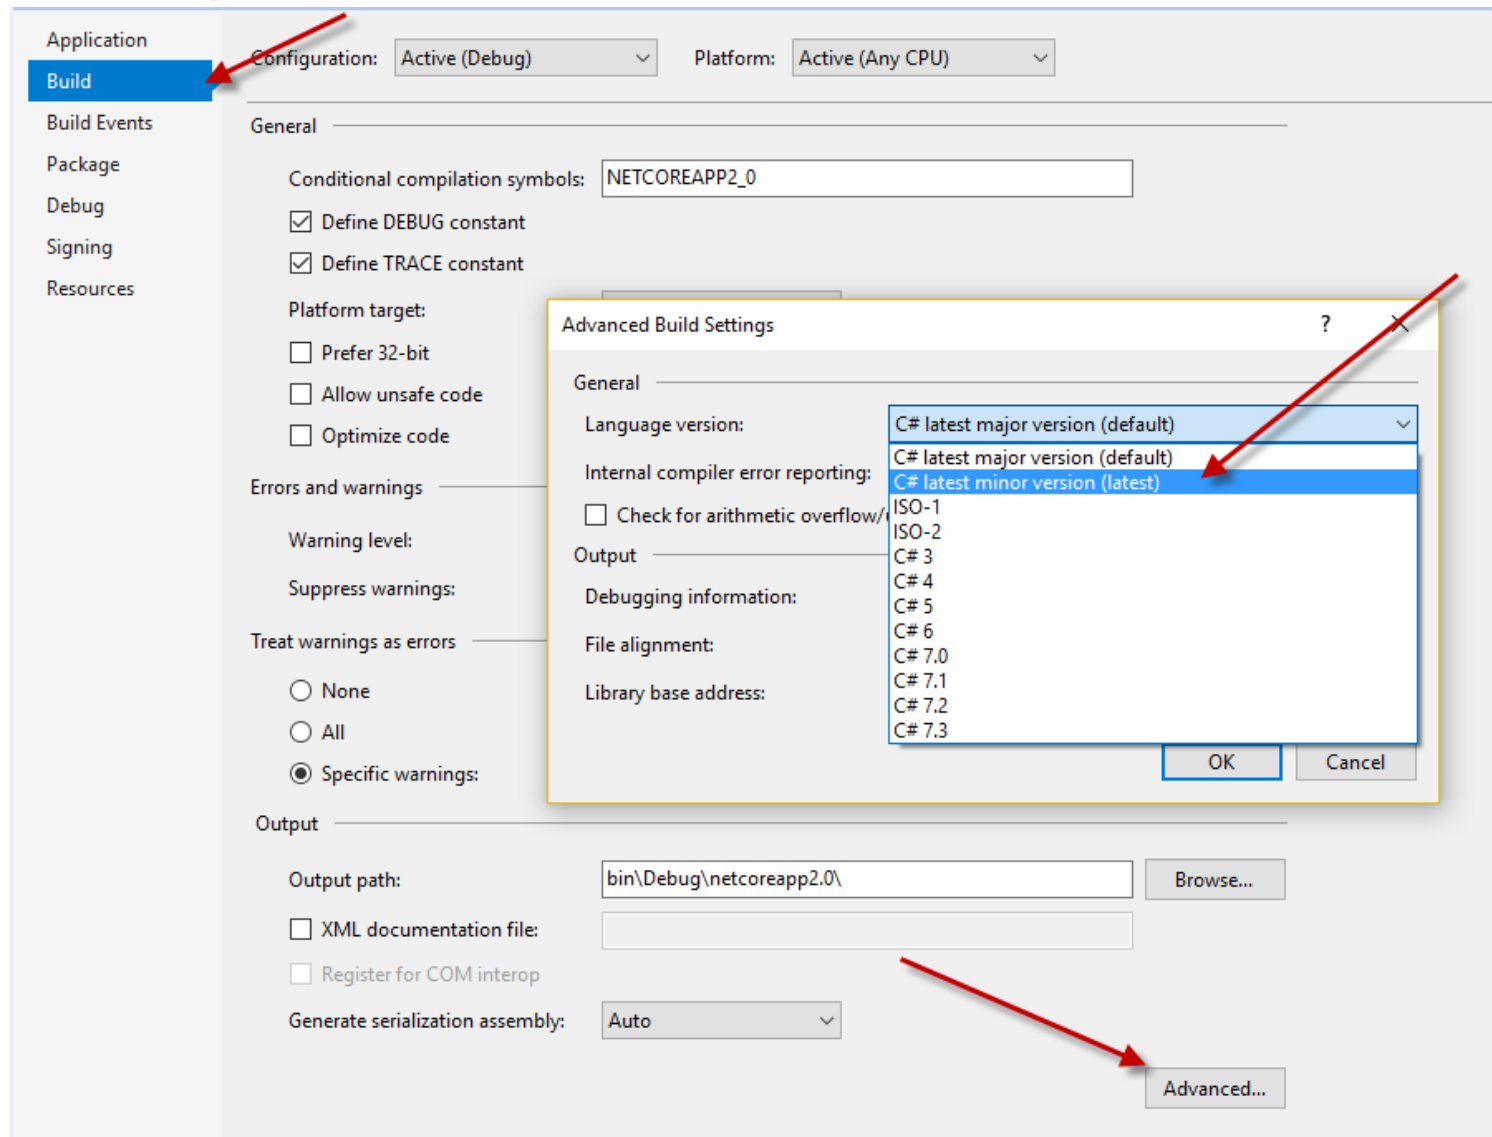 Application
Build
Build Events
Package
Debug
Signing
Resources
Configuration: Active (Debug) Platform: Active (Any CPU)
General
Conditional compilation symbols: NETCOREAPP2_0
Define DEBUG constant
Define TRACE constant
Platform target:
Prefer 32-bit
Allow unsafe code
Optimize code
Errors and warnings
Warning level:
Suppress warnings:
Treat warnings as errors
None
All
Specific warnings:
Output
Output path: bin\Debug\netcoreapp2.0\ Browse...
XML documentation file:
Register for COM interop
Generate serialization assembly: Auto
Advanced...
Advanced Build Settings ?
General
Language version: C# latest major version (default)
C# latest major version (default)
Internal compiler error reporting: C# latest minor version (latest)
ISO-1
Check for arithmetic overflow/
ISO-2
Output
C# 3
C# 4
Debugging information: C# 5
C# 6
File alignment: C# 7.0
C# 7.1
Library base address: C# 7.2
C# 7.3
OK Cancel